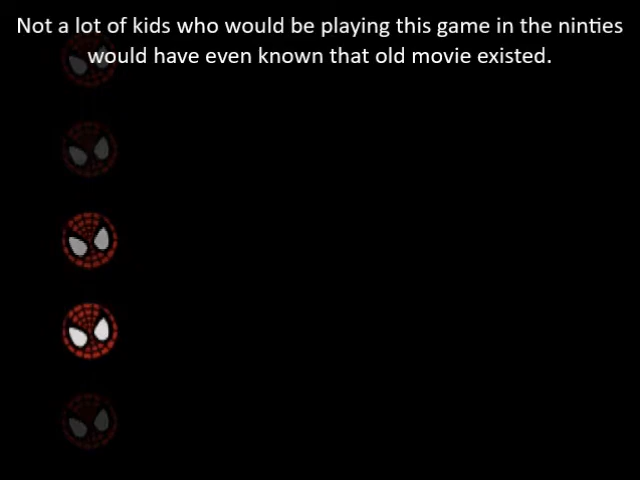 Not a lot of kids who would be playing this game in the ninties
would have even known that old movie existed.